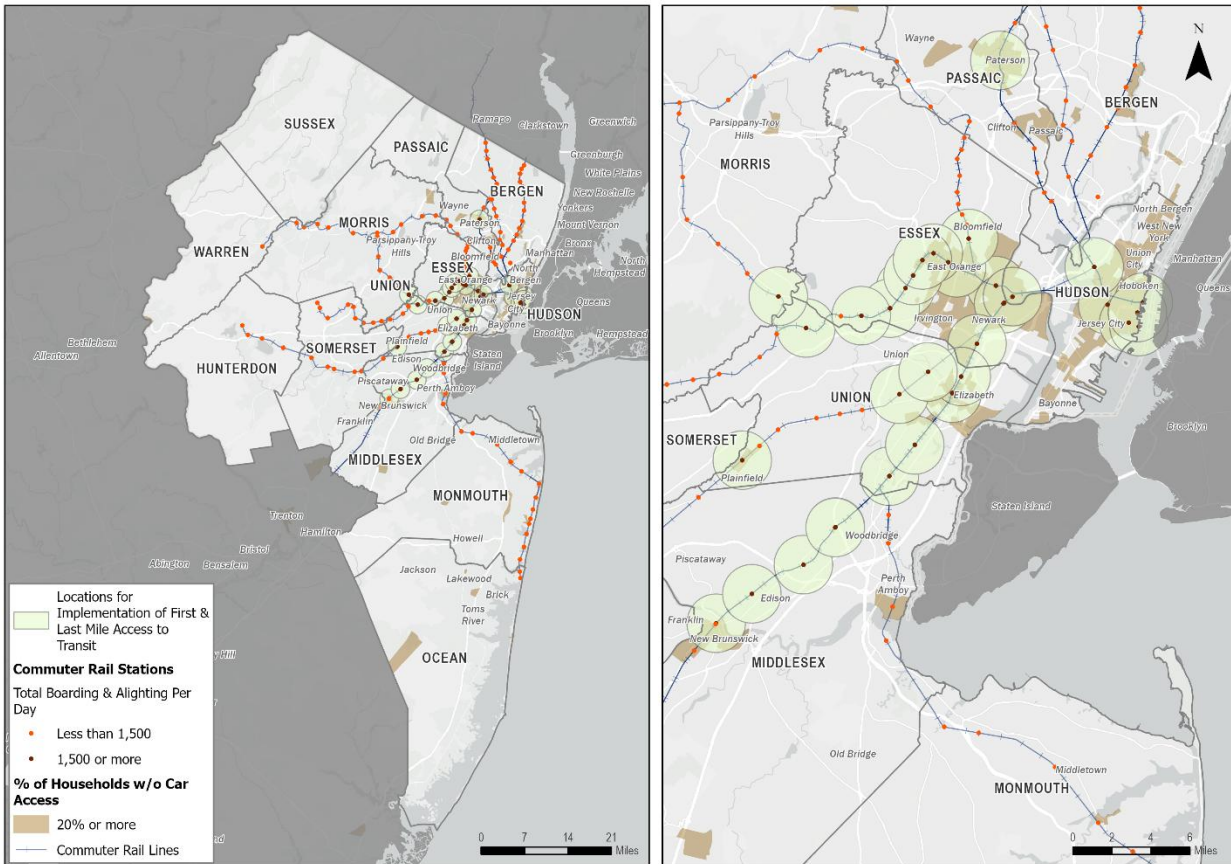 Ramapo
Clarkstown
Greenwich
SUSSEX
PASSAIC
Greenburgh
White Plains
BERGEN
New Rochelle
Wayne
Yonkers
MORRIS
Paterson
Mount Vernon
Clifton
Bronx
WARREN
Parsippany-Troy
Hills
Bloomfield
Manhattan
ESSEX
North
Bergen
North
Hempstead
East Orange
UNION
Newark
Jersey
City
Queens
Union
HUDSON
Elizabeth
Bayonne
Brooklyn
Hempstead
SOMERSET
Plainfield
Staten
Island
Bethlehem
Edison
Allentown
Woodbridge
HUNTERDON
Piscataway
Perth Amboy
New Brunswick
Franklin
Old Bridge
Middletown
MIDDLESEX
MONMOUTH
Trenton
Hamilton
Howell
Bristol
Abington
Bensalem
Jackson
Lakewood
Brick
Toms
River
OCEAN
Locations for
Implementation of First &
Last Mile Access to
Transit
Commuter Rail Stations
Total Boarding & Alighting Per
Day
Less than 1,500
1,500 or more
% of Households w/o Car
Access
20% or more
Commuter Rail Lines
0 7 14 21
Miles
N
Wayne
Paterson
PASSAIC
BERGEN
Parsippany-Troy
Hills
Clifton
Passaic
MORRIS
North Bergen
West New
York
ESSEX
Bloomfield
Union
City
Manhattan
East Orange
HUDSON
Hoboken
Queens
Irvington
Newark
Jersey City
Union
UNION
Elizabeth
Bayonne
Brooklyn
SOMERSET
Plainfield
Staten Island
Woodbridge
Piscataway
Perth
Amboy
Edison
Franklin
New Brunswick
MIDDLESEX
Old Bridge
Middletown
MONMOUTH
0 2 4 6
Miles